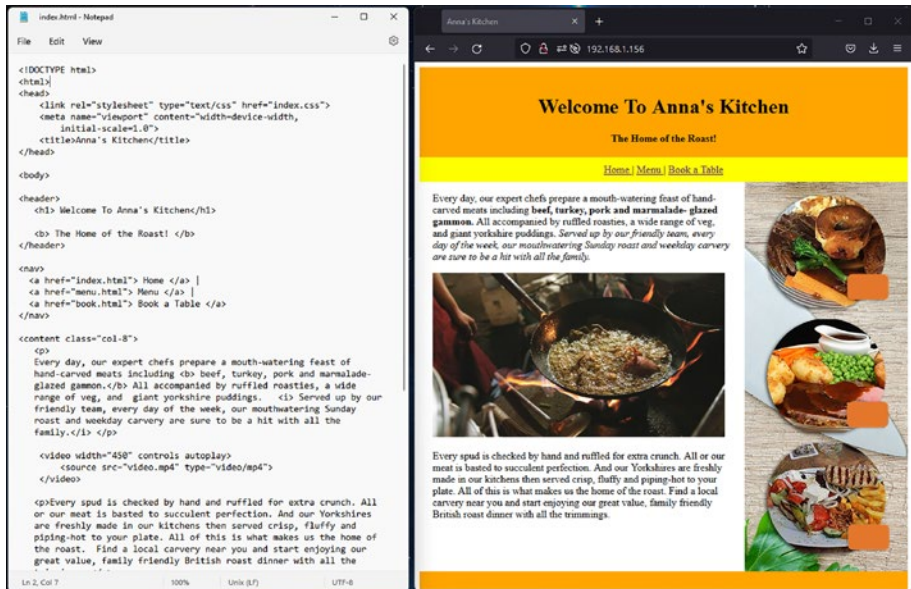 index.html - Notepad
File Edit View
<!DOCTYPE html>
<html>
<head>
<link rel="stylesheet" type="text/css" href="index.css">
<meta name="viewport" content="width=device-width,
initial-scale=1.0">
<title>Anna's Kitchen</title>
</head>
<body>
<header>
<h1> Welcome To Anna's Kitchen</h1>
<b> The Home of the Roast! </b>
</header>
<nav>
<a href="index.html"> Home </a> |
<a href="menu.html"> Menu </a> |
<a href="book.html"> Book a Table </a>
</nav>
<content class="col-8">
<p>
Every day, our expert chefs prepare a mouth-watering feast of
hand-carved meats including <b> beef, turkey, pork and marmalade-
glazed gammon.</b> All accompanied by ruffled roasties, a wide
range of veg, and giant yorkshire puddings. <i> Served up by our
friendly team, every day of the week, our mouthwatering Sunday
roast and weekday carvery are sure to be a hit with all the
family.</i> </p>
<video width="450" controls autoplay>
<source src="video.mp4" type="video/mp4">
</video>
<p>Every spud is checked by hand and ruffled for extra crunch. All
or our meat is basted to succulent perfection. And our Yorkshires
are freshly made in our kitchens then served crisp, fluffy and
piping-hot to your plate. All of this is what makes us the home of
the roast. Find a local carvery near you and start enjoying our
great value, family friendly British roast dinner with all the
Ln 2, Col 7 100% Unix (LF) UTF-8
Anna's Kitchen
192.168.1.156
Welcome To Anna's Kitchen
The Home of the Roast!
Home | Menu | Book a Table
Every day, our expert chefs prepare a mouth-watering feast of hand-
carved meats including beef, turkey, pork and marmalade- glazed
gammon. All accompanied by ruffled roasties, a wide range of veg,
and giant yorkshire puddings. Served up by our friendly team, every
day of the week, our mouthwatering Sunday roast and weekday carvery
are sure to be a hit with all the family.
Every spud is checked by hand and ruffled for extra crunch. All or our
meat is basted to succulent perfection. And our Yorkshires are freshly
made in our kitchens then served crisp, fluffy and piping-hot to your
plate. All of this is what makes us the home of the roast. Find a local
carvery near you and start enjoying our great value, family friendly
British roast dinner with all the trimmings.